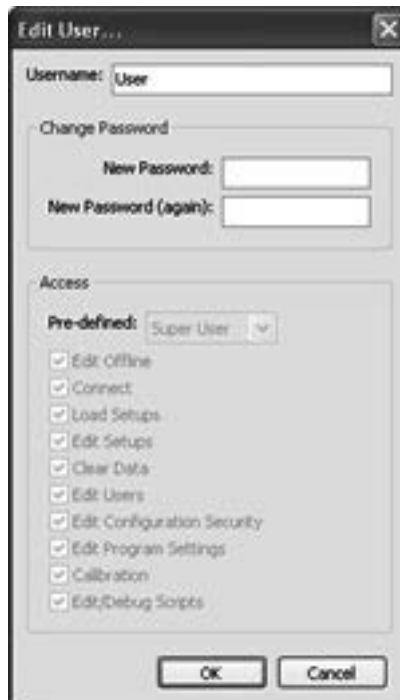 Edit User...
Username: User
Change Password
New Password:
New Password (again):
Access
Pre-defined: Super User
Edit Offline
Connect
Load Setups
Edit Setups
Clear Data
Edit Users
Edit Configuration Security
Edit Program Settings
Calibration
Edit/Debug Scripts
OK Cancel